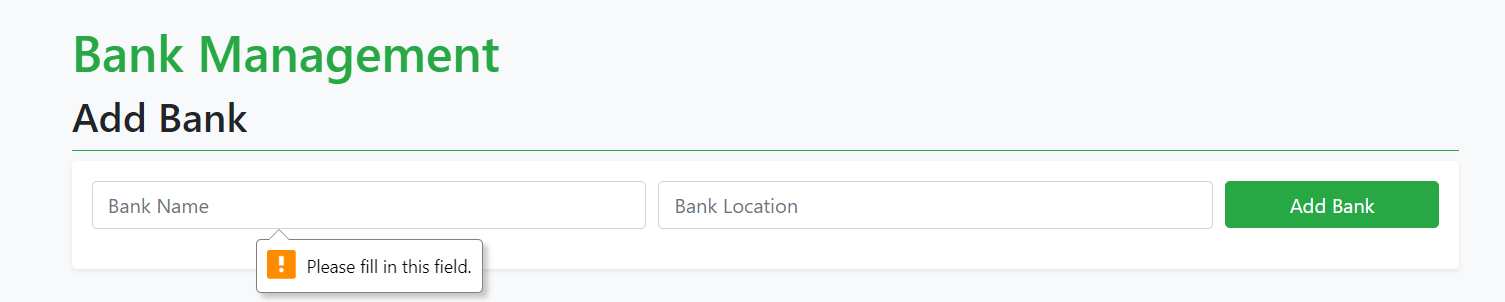 Bank Management
Add Bank
Bank Name
Bank Location
Add Bank
Please fill in this field.